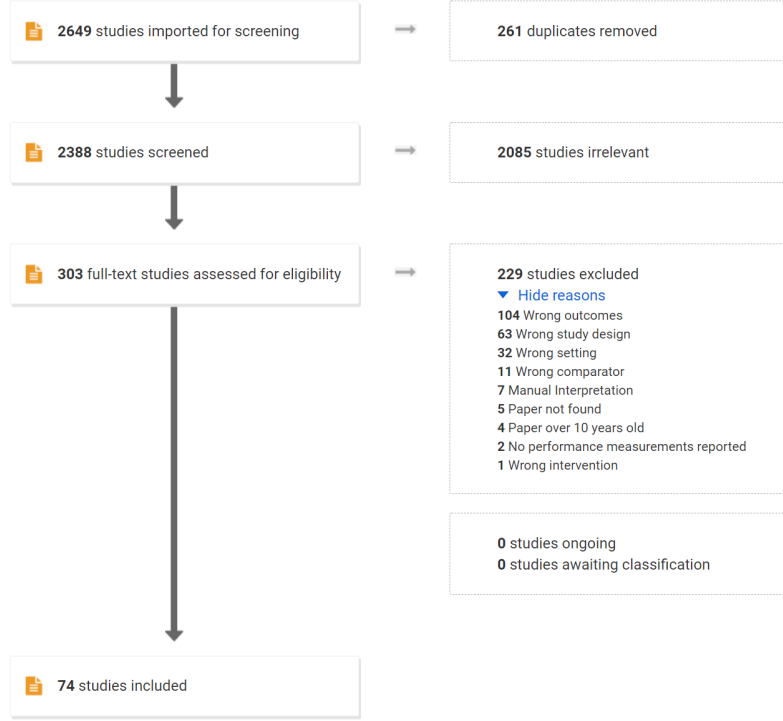 2649 studies imported for screening
261 duplicates removed
2388 studies screened
2085 studies irrelevant
303 full-text studies assessed for eligibility
229 studies excluded
Hide reasons
104 Wrong outcomes
63 Wrong study design
32 Wrong setting
11 Wrong comparator
7 Manual Interpretation
5 Paper not found
4 Paper over 10 years old
2 No performance measurements reported
1 Wrong intervention
0 studies ongoing
0 studies awaiting classification
74 studies included